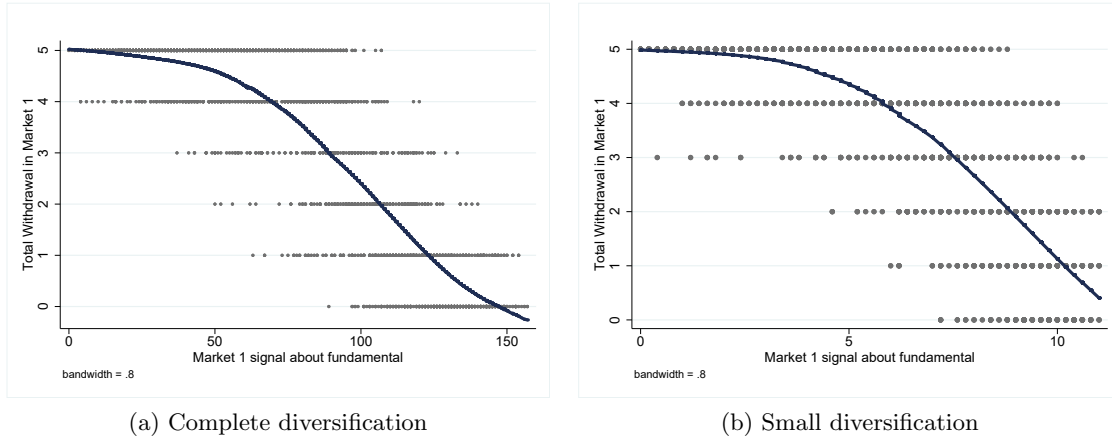 Total Withdrawal in Market 1
5
4
3
2
1
0
0 50 100 150
Market 1 signal about fundamental
bandwidth = .8
(a) Complete diversification
Total Withdrawal in Market 1
5
4
3
2
1
0
0 5 10
Market 1 signal about fundamental
bandwidth = .8
(b) Small diversification